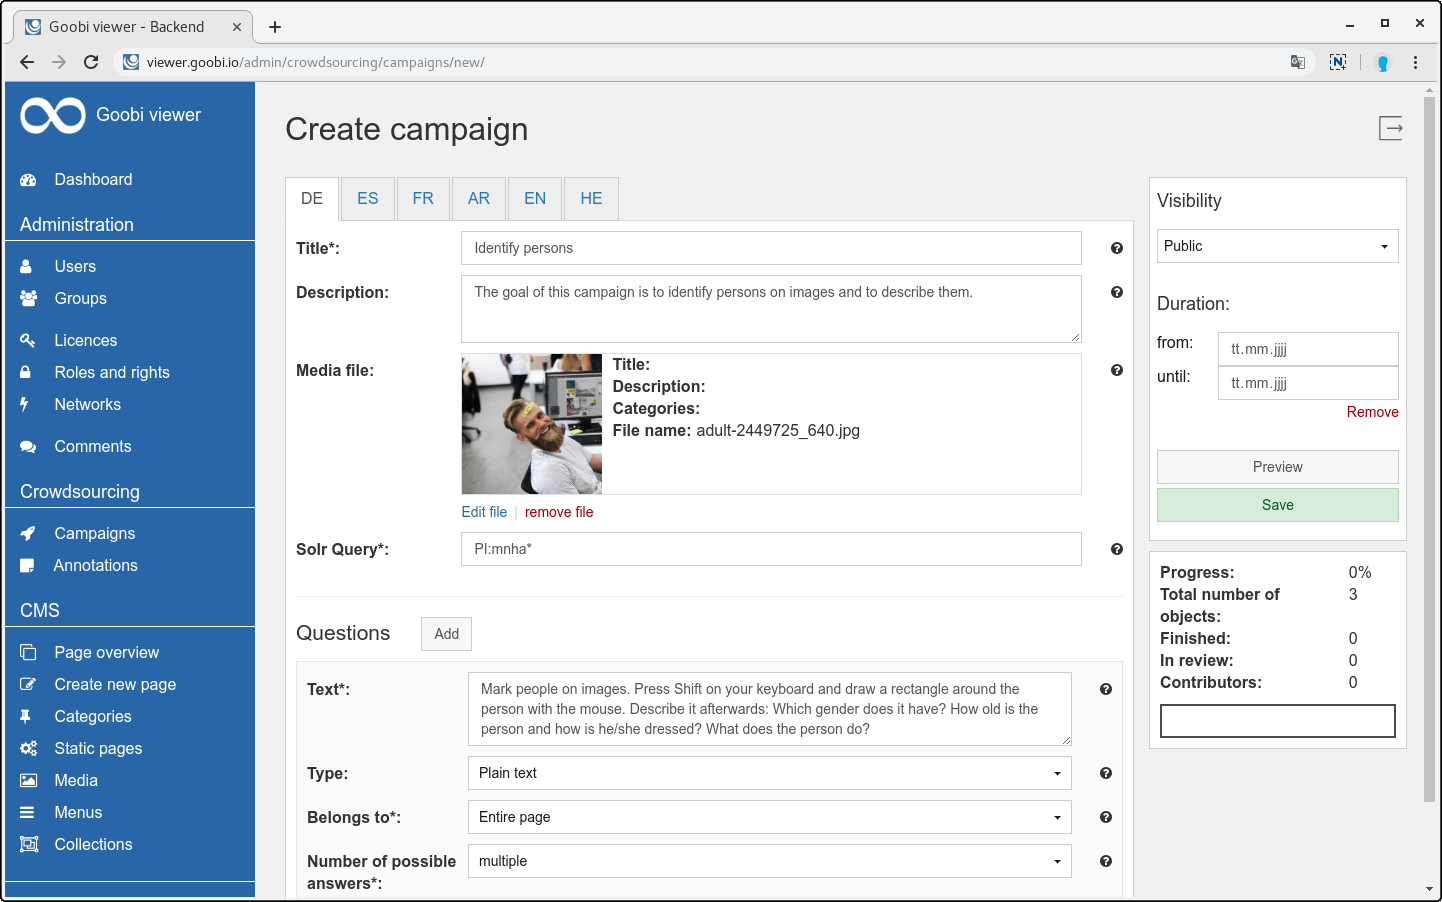 Goobi viewer - Backend
viewer.goobi.io/admin/crowdsourcing/campaigns/new/
Goobi viewer
Dashboard
Administration
Users
Groups
Licences
Roles and rights
Networks
Comments
Crowdsourcing
Campaigns
Annotations
CMS
Page overview
Create new page
Categories
Static pages
Media
Menus
Collections
Create campaign
DE ES FR AR EN HE
Title*: Identify persons
Description: The goal of this campaign is to identify persons on images and to describe them.
Media file:
Title:
Description:
Categories:
File name: adult-2449725_640.jpg
Edit file | remove file
Solr Query*: PI:mnha*
Questions Add
Text*: Mark people on images. Press Shift on your keyboard and draw a rectangle around the
person with the mouse. Describe it afterwards: Which gender does it have? How old is the
person and how is he/she dressed? What does the person do?
Type: Plain text
Belongs to*: Entire page
Number of possible
answers*: multiple
Visibility
Public
Duration:
from: tt.mm.jjjj
until: tt.mm.jjjj
Remove
Preview
Save
Progress: 0%
Total number of
objects: 3
Finished: 0
In review: 0
Contributors: 0